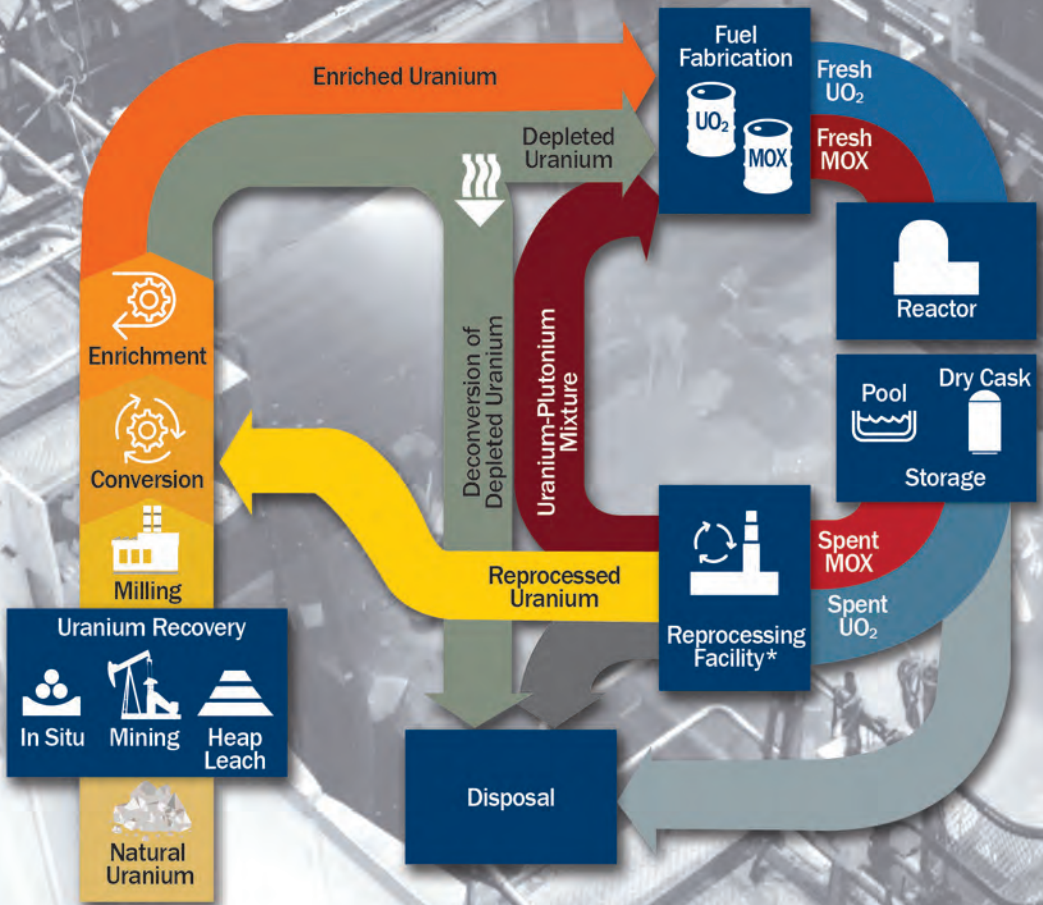 Enriched Uranium
Depleted
Uranium
Fuel
Fabrication
UO₂
MOX
Fresh
UO₂
Fresh
MOX
Reactor
Pool
Dry Cask
Storage
Spent
MOX
Spent
UO₂
Reprocessing
Facility*
Uranium-Plutonium
Mixture
Deconversion of
Depleted Uranium
Reprocessed
Uranium
Enrichment
Conversion
Milling
Uranium Recovery
In Situ
Mining
Heap
Leach
Natural
Uranium
Disposal